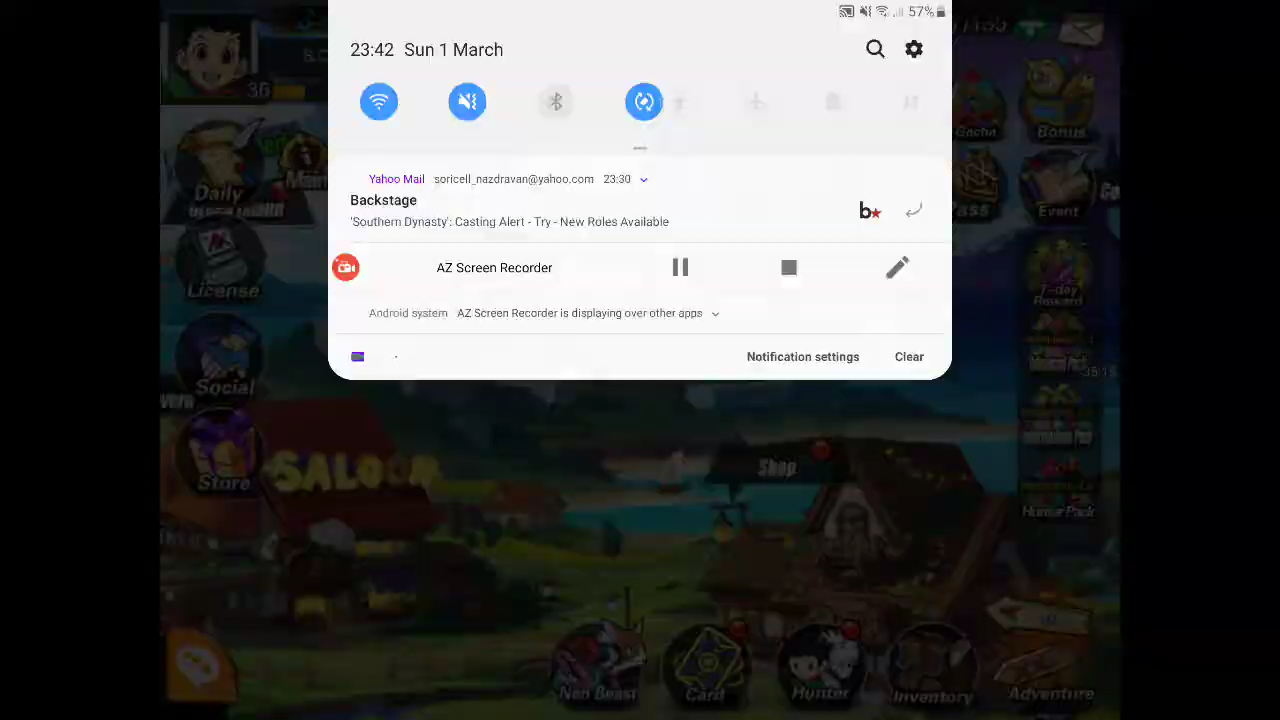 57%
23:42 Sun 1 March
Yahoo Mail soricell_nazdravan@yahoo.com 23:30
Backstage
'Southern Dynasty': Casting Alert - Try - New Roles Available
b
AZ Screen Recorder
Android system AZ Screen Recorder is displaying over other apps
Notification settings Clear
36
Daily
Main
License
Social
Store
SALOON
Shop
Gacha
Bonus
Event
7-day
Reward
Hunter Pack
Nen Beast
Card
Hunter
Inventory
Adventure